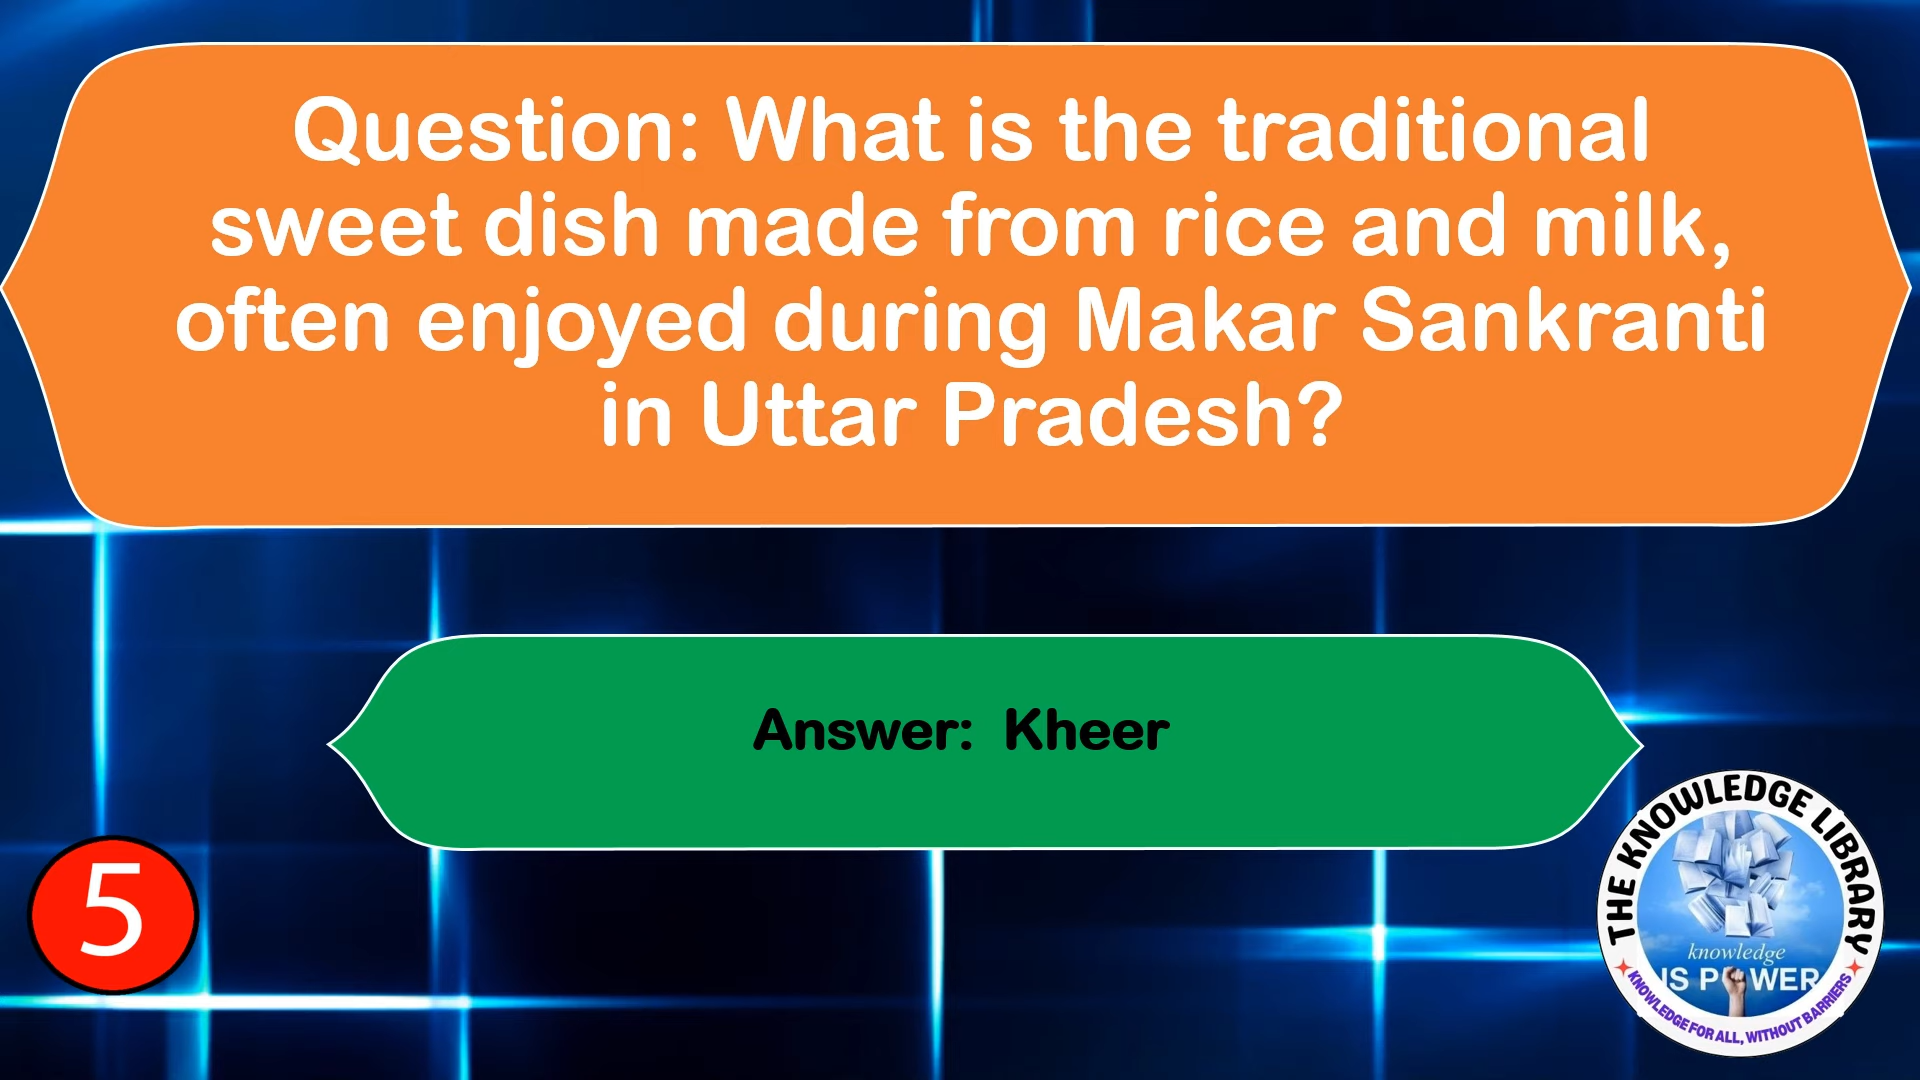 Question: What is the traditional
sweet dish made from rice and milk,
often enjoyed during Makar Sankranti
in Uttar Pradesh?
Answer: Kheer
5
THE KNOWLEDGE LIBRARY
knowledge
IS POWER
KNOWLEDGE FOR ALL, WITHOUT BARRIERS